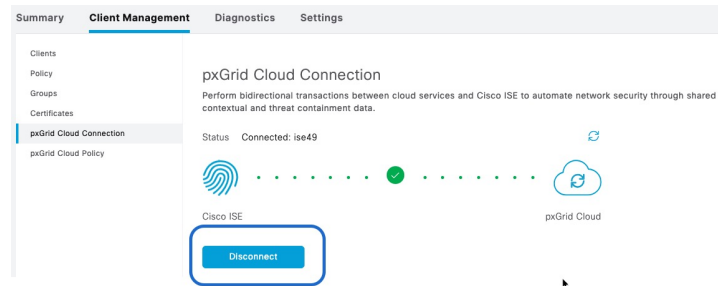 Summary Client Management Diagnostics Settings
Clients
Policy
Groups
Certificates
pxGrid Cloud Connection
pxGrid Cloud Policy
pxGrid Cloud Connection
Perform bidirectional transactions between cloud services and Cisco ISE to automate network security through shared
contextual and threat containment data.
Status Connected: ise49
Cisco ISE pxGrid Cloud
Disconnect